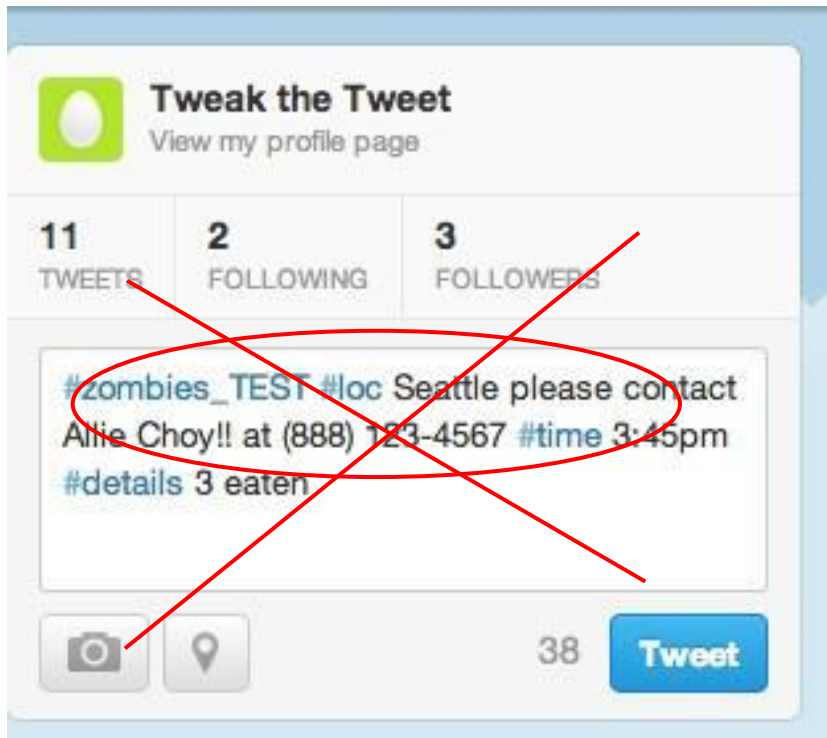 Tweak the Tweet
View my profile page
11 2 3
TWEETS FOLLOWING FOLLOWERS
#zombies_TEST #loc Seattle please contact
Allie Choy!! at (888) 123-4567 #time 3:45pm
#details 3 eaten
38 Tweet